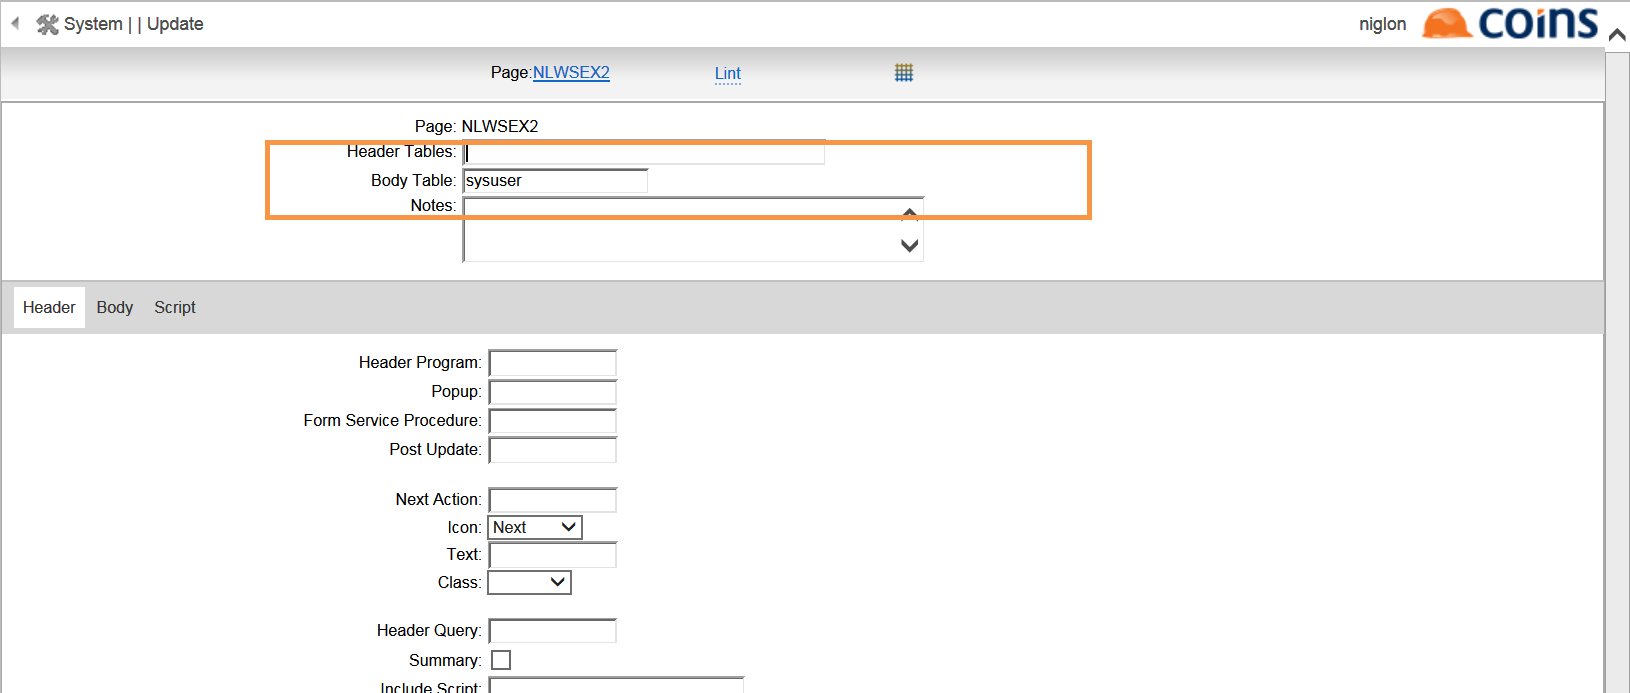 System | | Update
niglon
coins
Page:NLWSEX2
Lint
Page: NLWSEX2
Header Tables:
Body Table: sysuser
Notes:
Header Body Script
Header Program:
Popup:
Form Service Procedure:
Post Update:
Next Action:
Icon: Next
Text:
Class:
Header Query:
Summary:
Include Script: